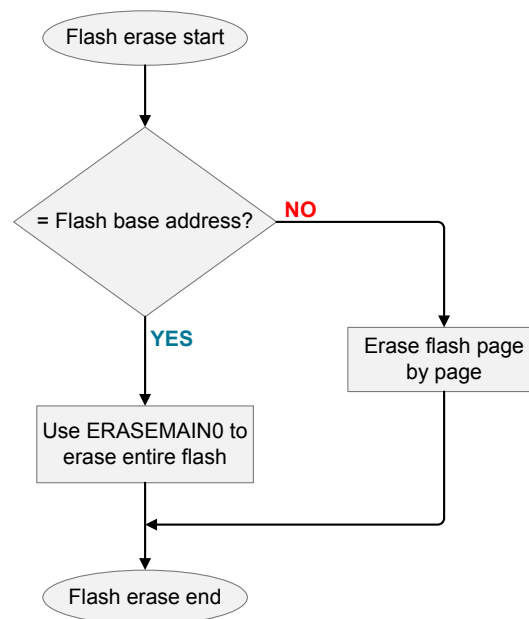 Flash erase start
= Flash base address?
NO
YES
Erase flash page
by page
Use ERASEMAIN0 to
erase entire flash
Flash erase end